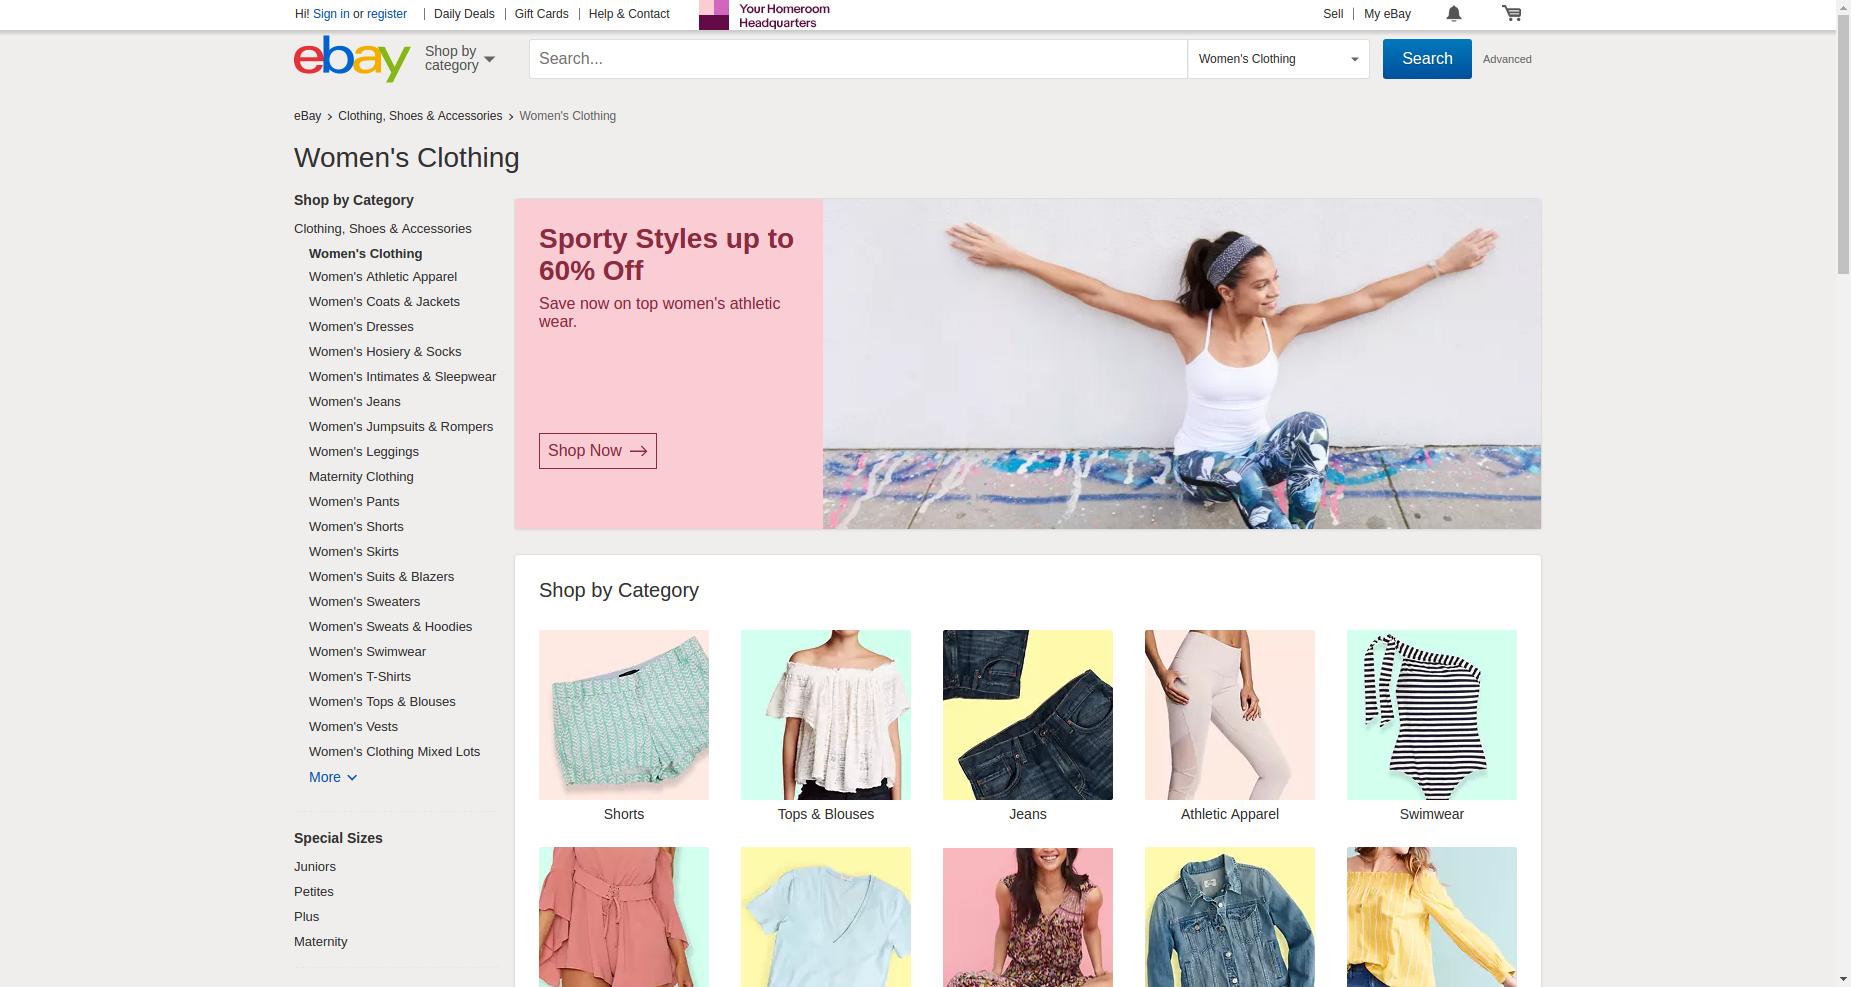 Hi! Sign in or register
Daily Deals
Gift Cards
Help & Contact
Your Homeroom
Headquarters
Sell
My eBay
ebay
Shop by
category
Search...
Women's Clothing
Search
Advanced
eBay > Clothing, Shoes & Accessories > Women's Clothing
Women's Clothing
Shop by Category
Clothing, Shoes & Accessories
Women's Clothing
Women's Athletic Apparel
Women's Coats & Jackets
Women's Dresses
Women's Hosiery & Socks
Women's Intimates & Sleepwear
Women's Jeans
Women's Jumpsuits & Rompers
Women's Leggings
Maternity Clothing
Women's Pants
Women's Shorts
Women's Skirts
Women's Suits & Blazers
Women's Sweaters
Women's Sweats & Hoodies
Women's Swimwear
Women's T-Shirts
Women's Tops & Blouses
Women's Vests
Women's Clothing Mixed Lots
More
Special Sizes
Juniors
Petites
Plus
Maternity
Sporty Styles up to
60% Off
Save now on top women's athletic
wear.
Shop Now
Shop by Category
Shorts
Tops & Blouses
Jeans
Athletic Apparel
Swimwear